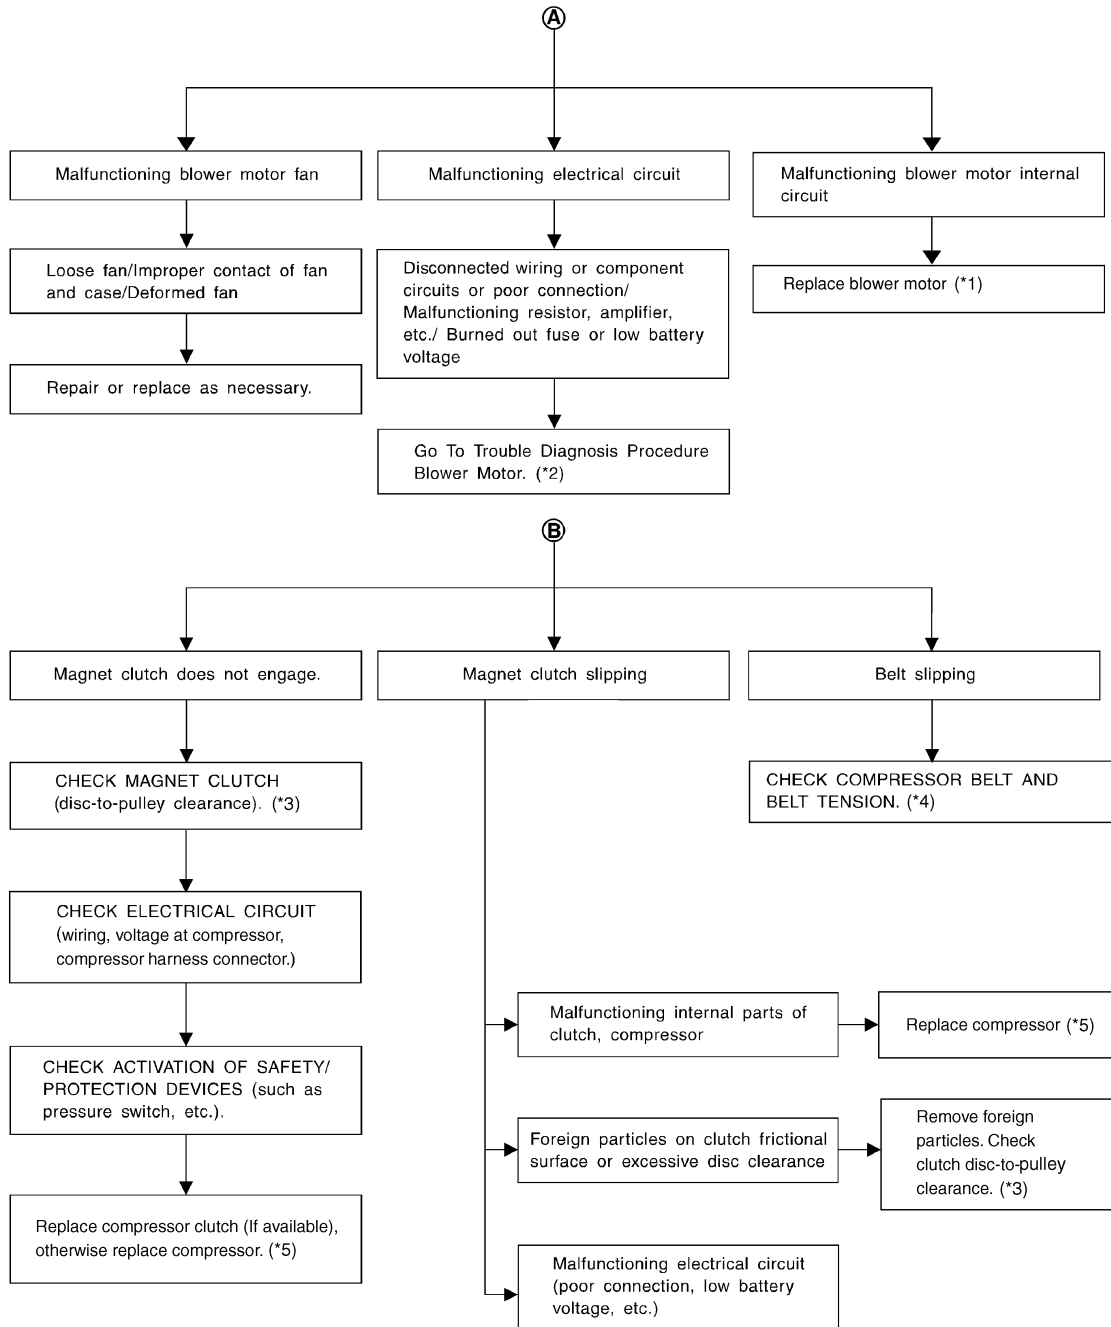 A
Malfunctioning blower motor fan
Malfunctioning electrical circuit
Malfunctioning blower motor internal
circuit
Loose fan/Improper contact of fan
and case/Deformed fan
Disconnected wiring or component
circuits or poor connection/
Malfunctioning resistor, amplifier,
etc./ Burned out fuse or low battery
voltage
Replace blower motor (*1)
Repair or replace as necessary.
Go To Trouble Diagnosis Procedure
Blower Motor. (*2)
B
Magnet clutch does not engage.
Magnet clutch slipping
Belt slipping
CHECK MAGNET CLUTCH
(disc-to-pulley clearance). (*3)
CHECK COMPRESSOR BELT AND
BELT TENSION. (*4)
CHECK ELECTRICAL CIRCUIT
(wiring, voltage at compressor,
compressor harness connector.)
Malfunctioning internal parts of
clutch, compressor
Replace compressor (*5)
CHECK ACTIVATION OF SAFETY/
PROTECTION DEVICES (such as
pressure switch, etc.).
Foreign particles on clutch frictional
surface or excessive disc clearance
Remove foreign
particles. Check
clutch disc-to-pulley
clearance. (*3)
Replace compressor clutch (If available),
otherwise replace compressor. (*5)
Malfunctioning electrical circuit
(poor connection, low battery
voltage, etc.)